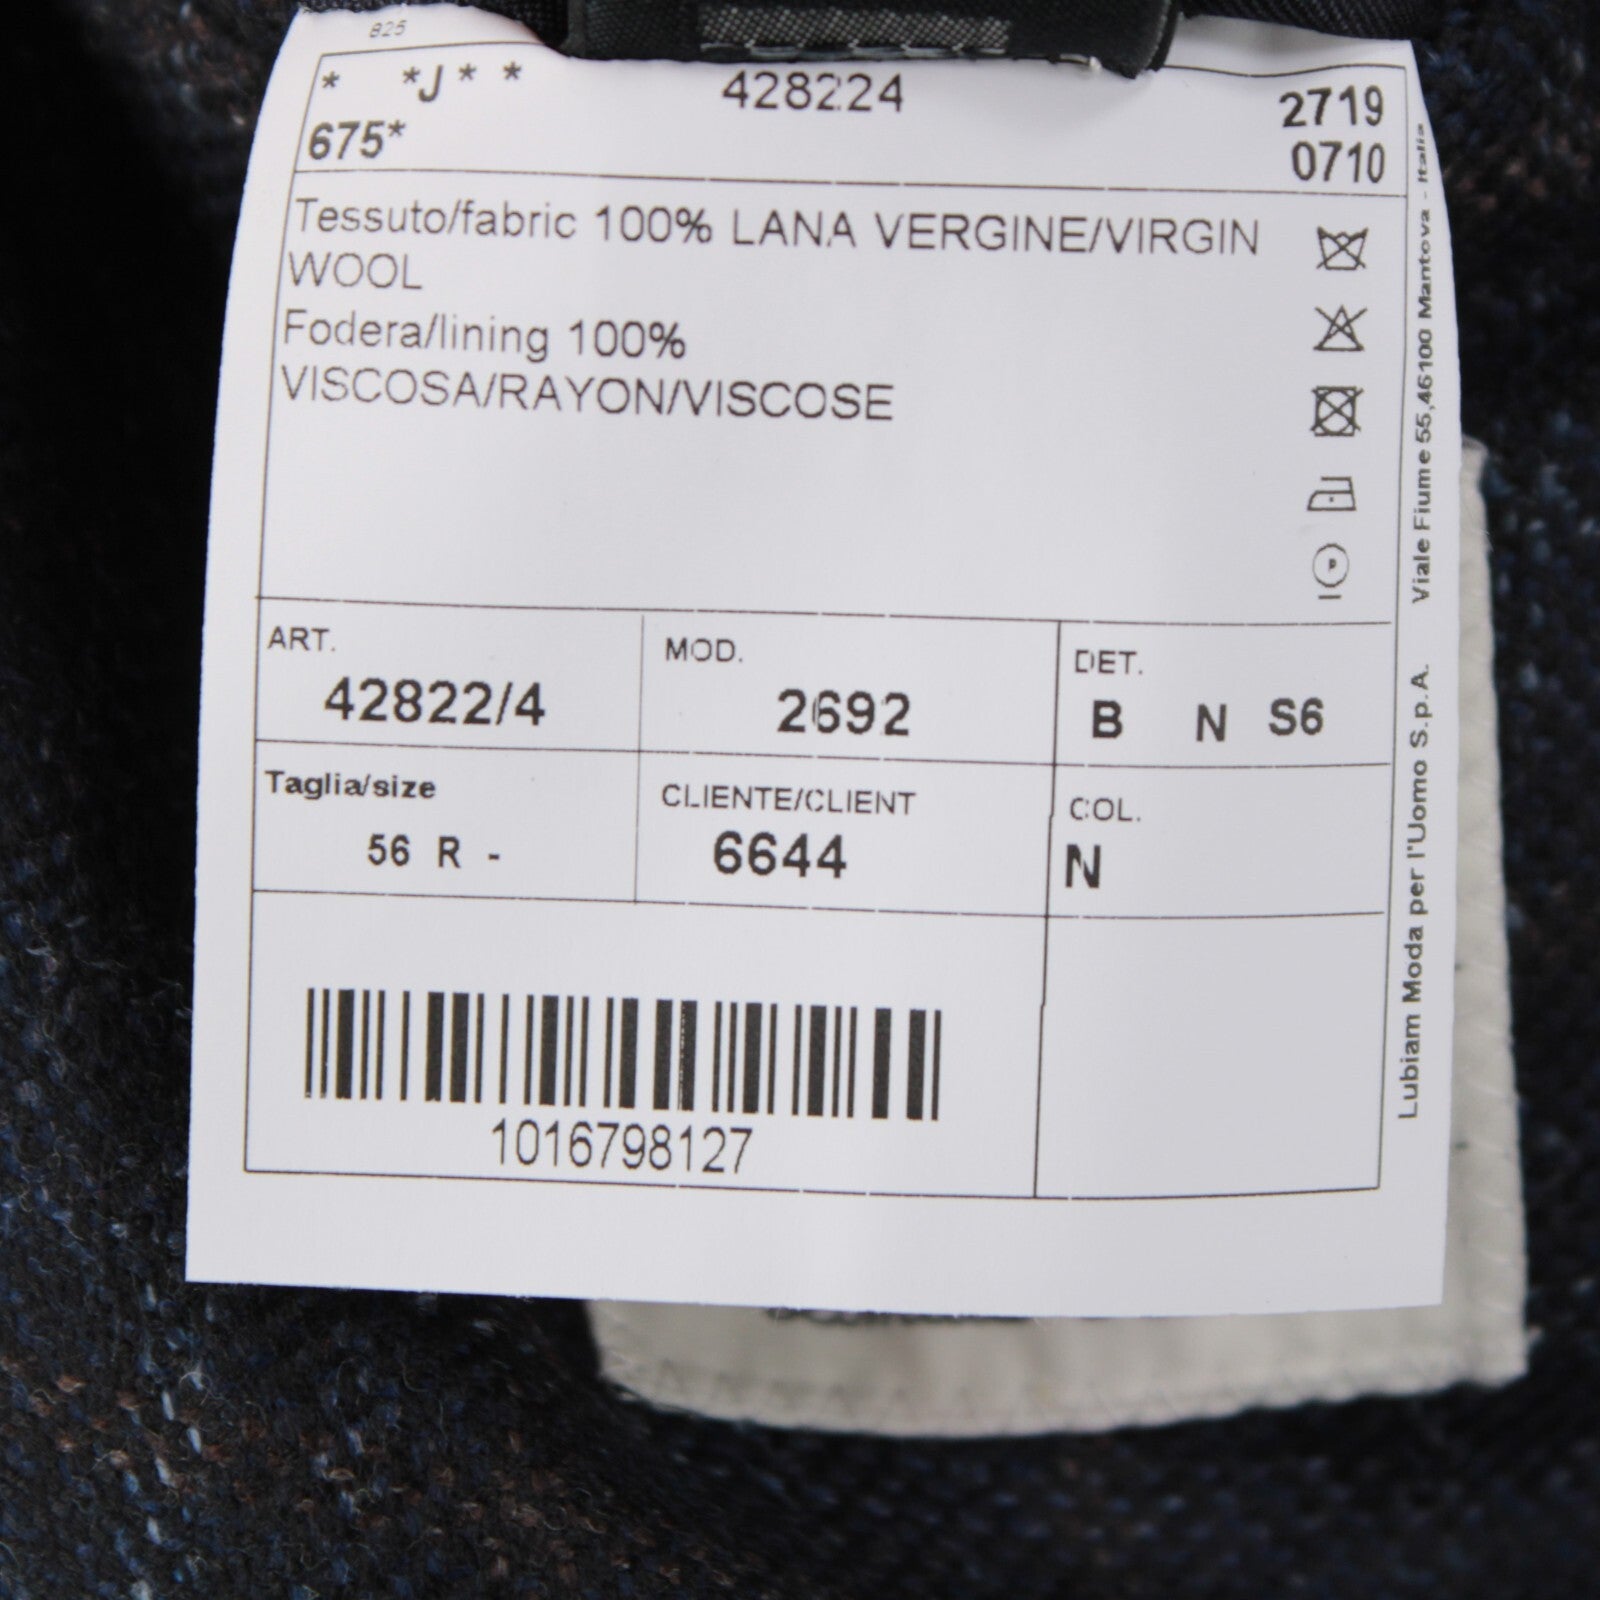 825
* *J * * 428224 2719
675* 0710
Tessuto/fabric 100% LANA VERGINE/VIRGIN
WOOL
Fodera/lining 100%
VISCOSA/RAYON/VISCOSE
P
ART. MOD. DET.
42822/4 2692 B N S6
Taglia/size CLIENTE/CLIENT COL.
56 R - 6644 N
1016798127
Lubiam Moda per l'Uomo S.p.A. Viale Fiume 55,46100 Mantova - Italia